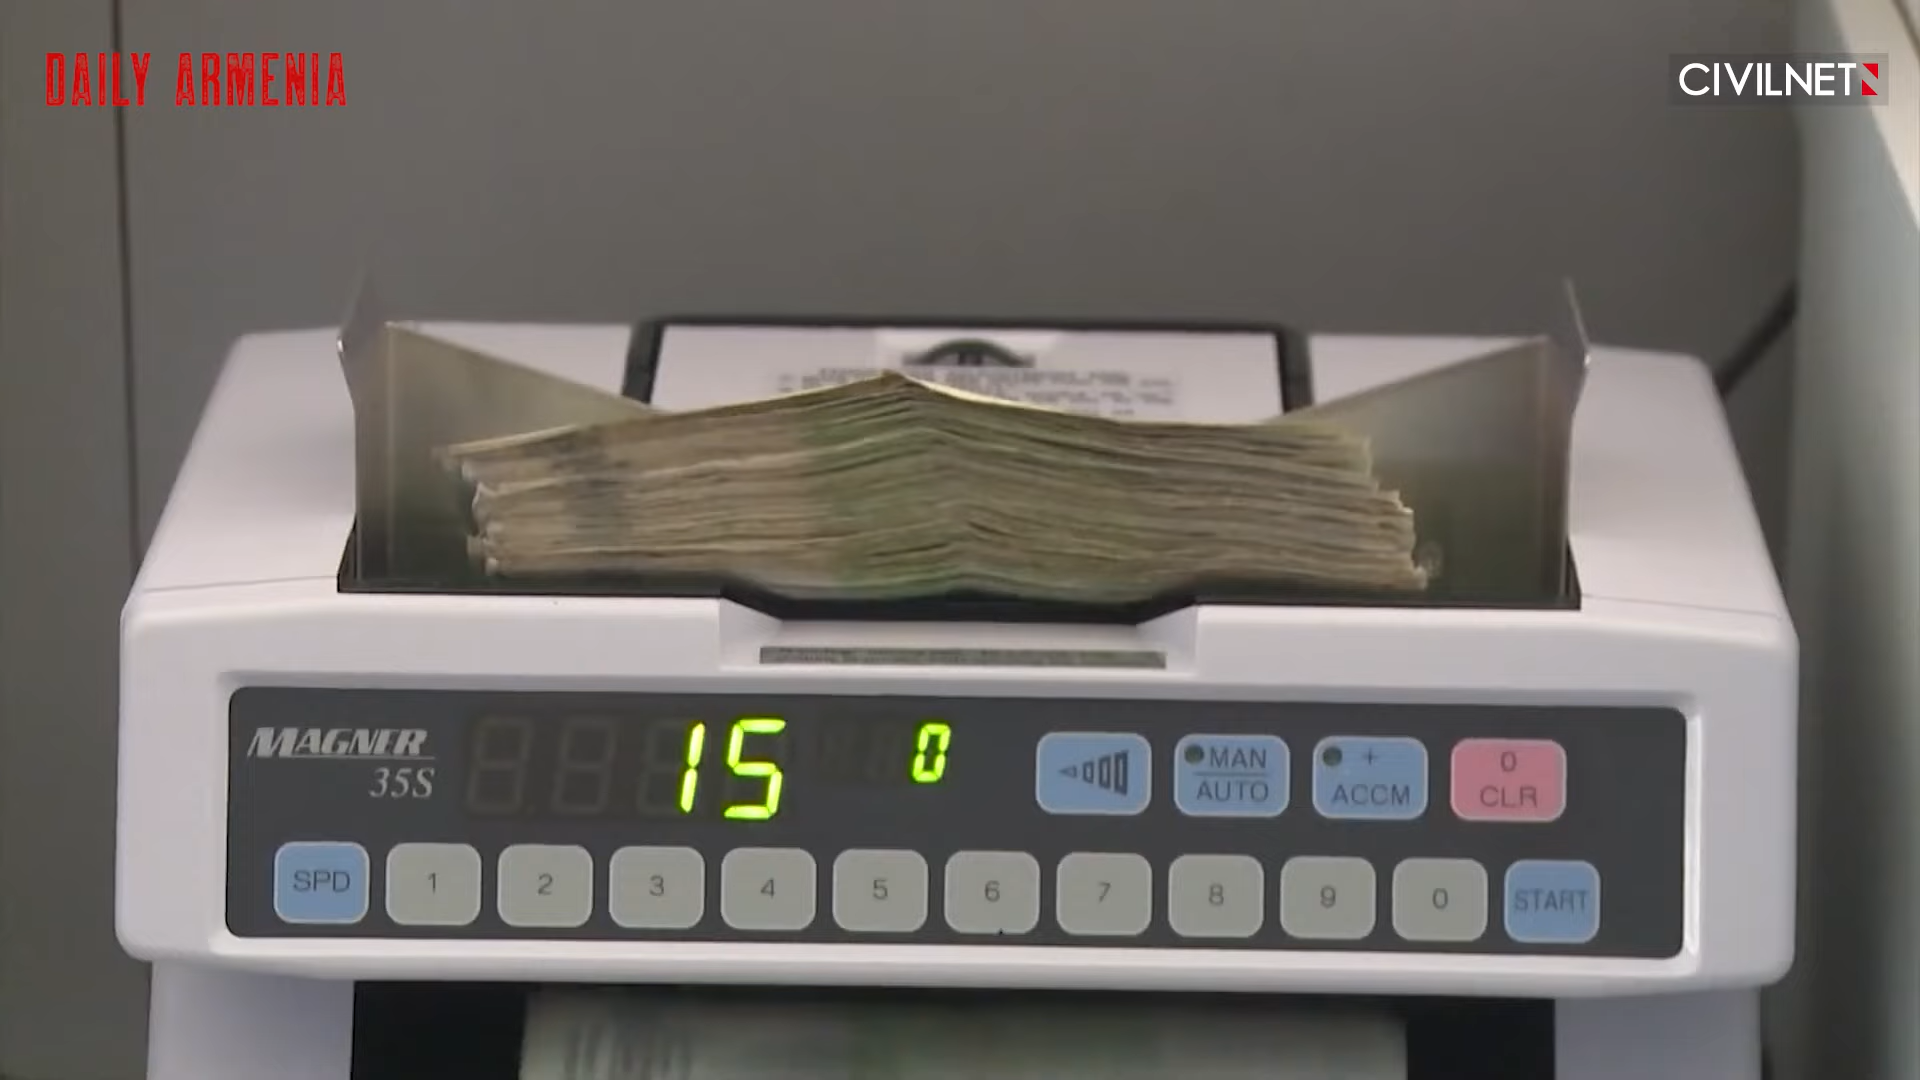 DAILY ARMENIA
CIVILNET
MAGNER
35S
15 0
MAN
AUTO
+
ACCM
0
CLR
SPD 1 2 3 4 5 6 7 8 9 0 START